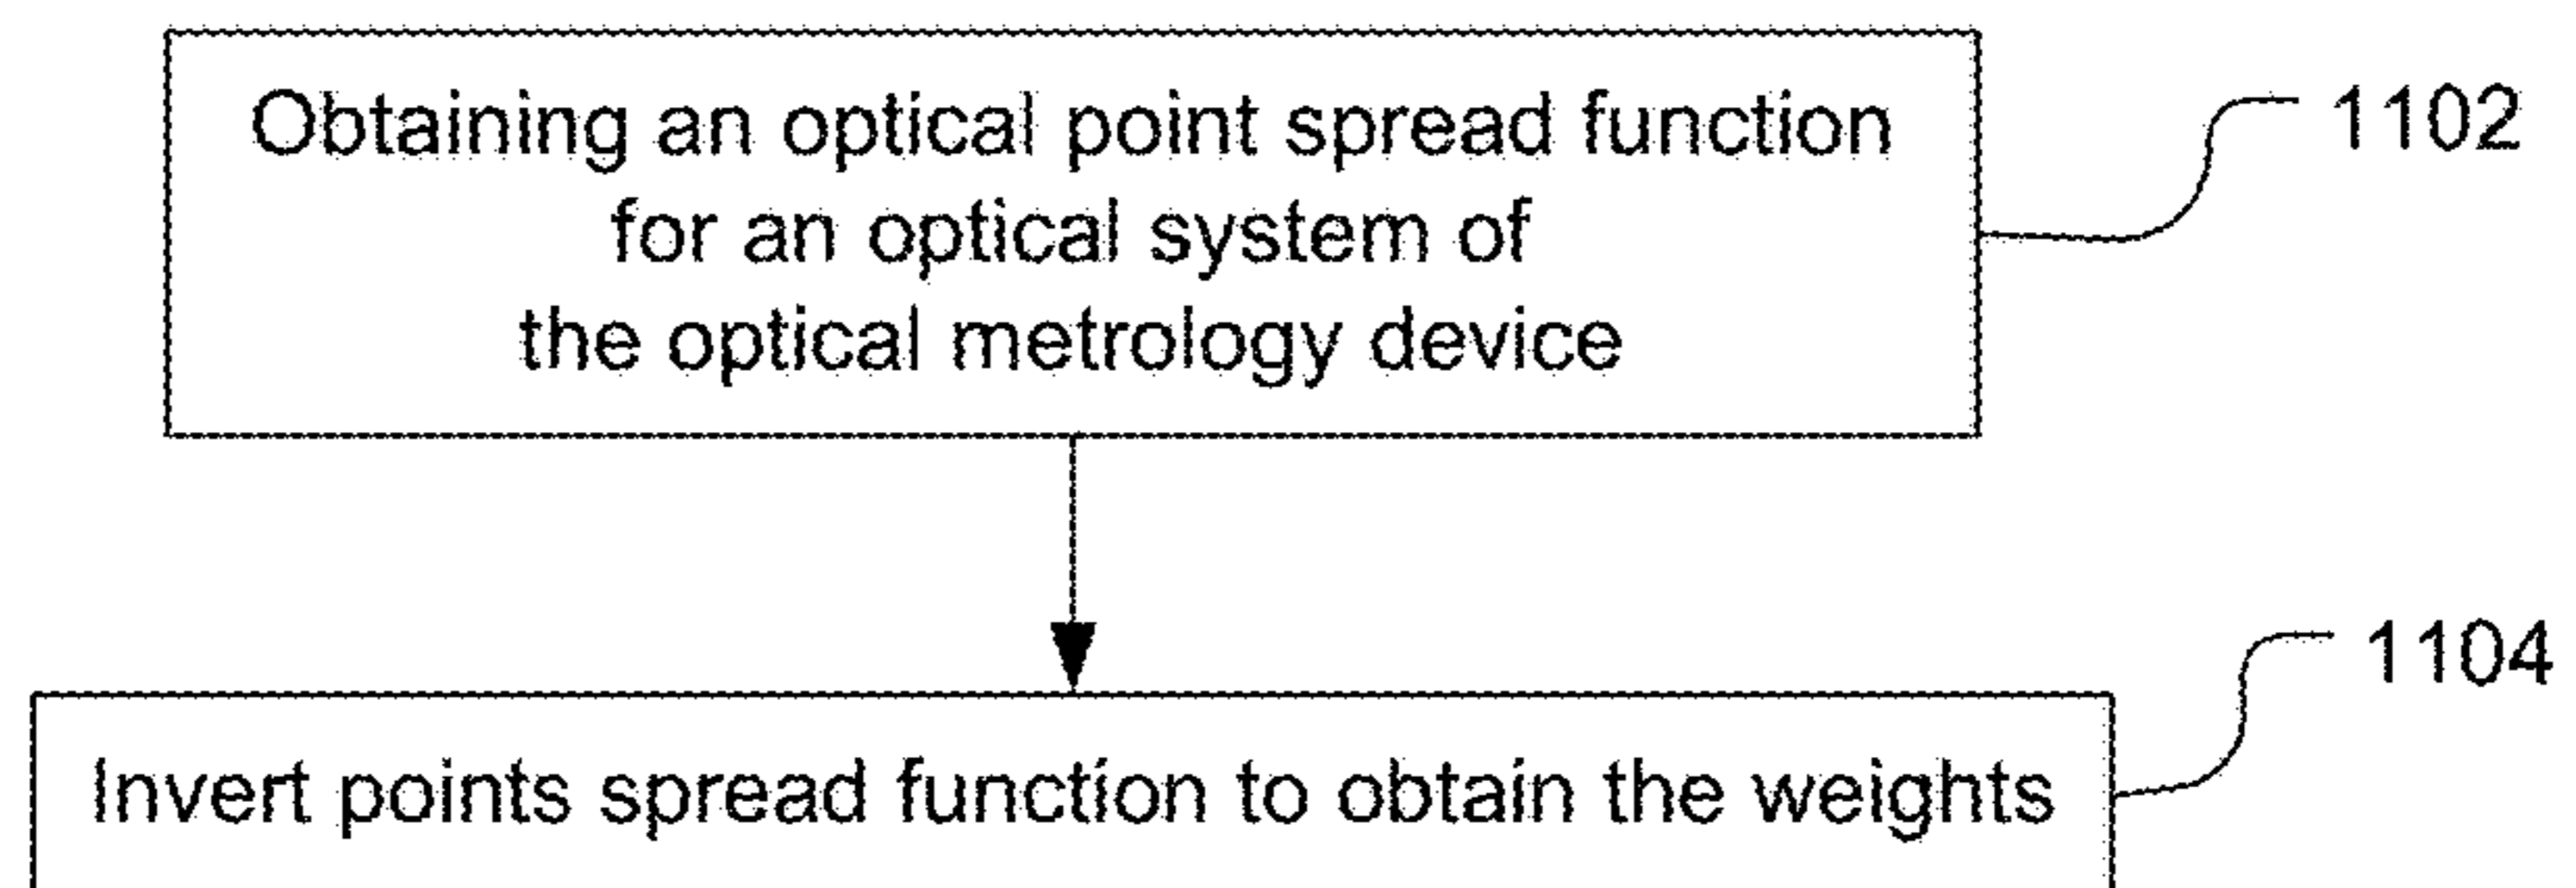 Obtaining an optical point spread function
for an optical system of
the optical metrology device
1102
1104
Invert points spread function to obtain the weights